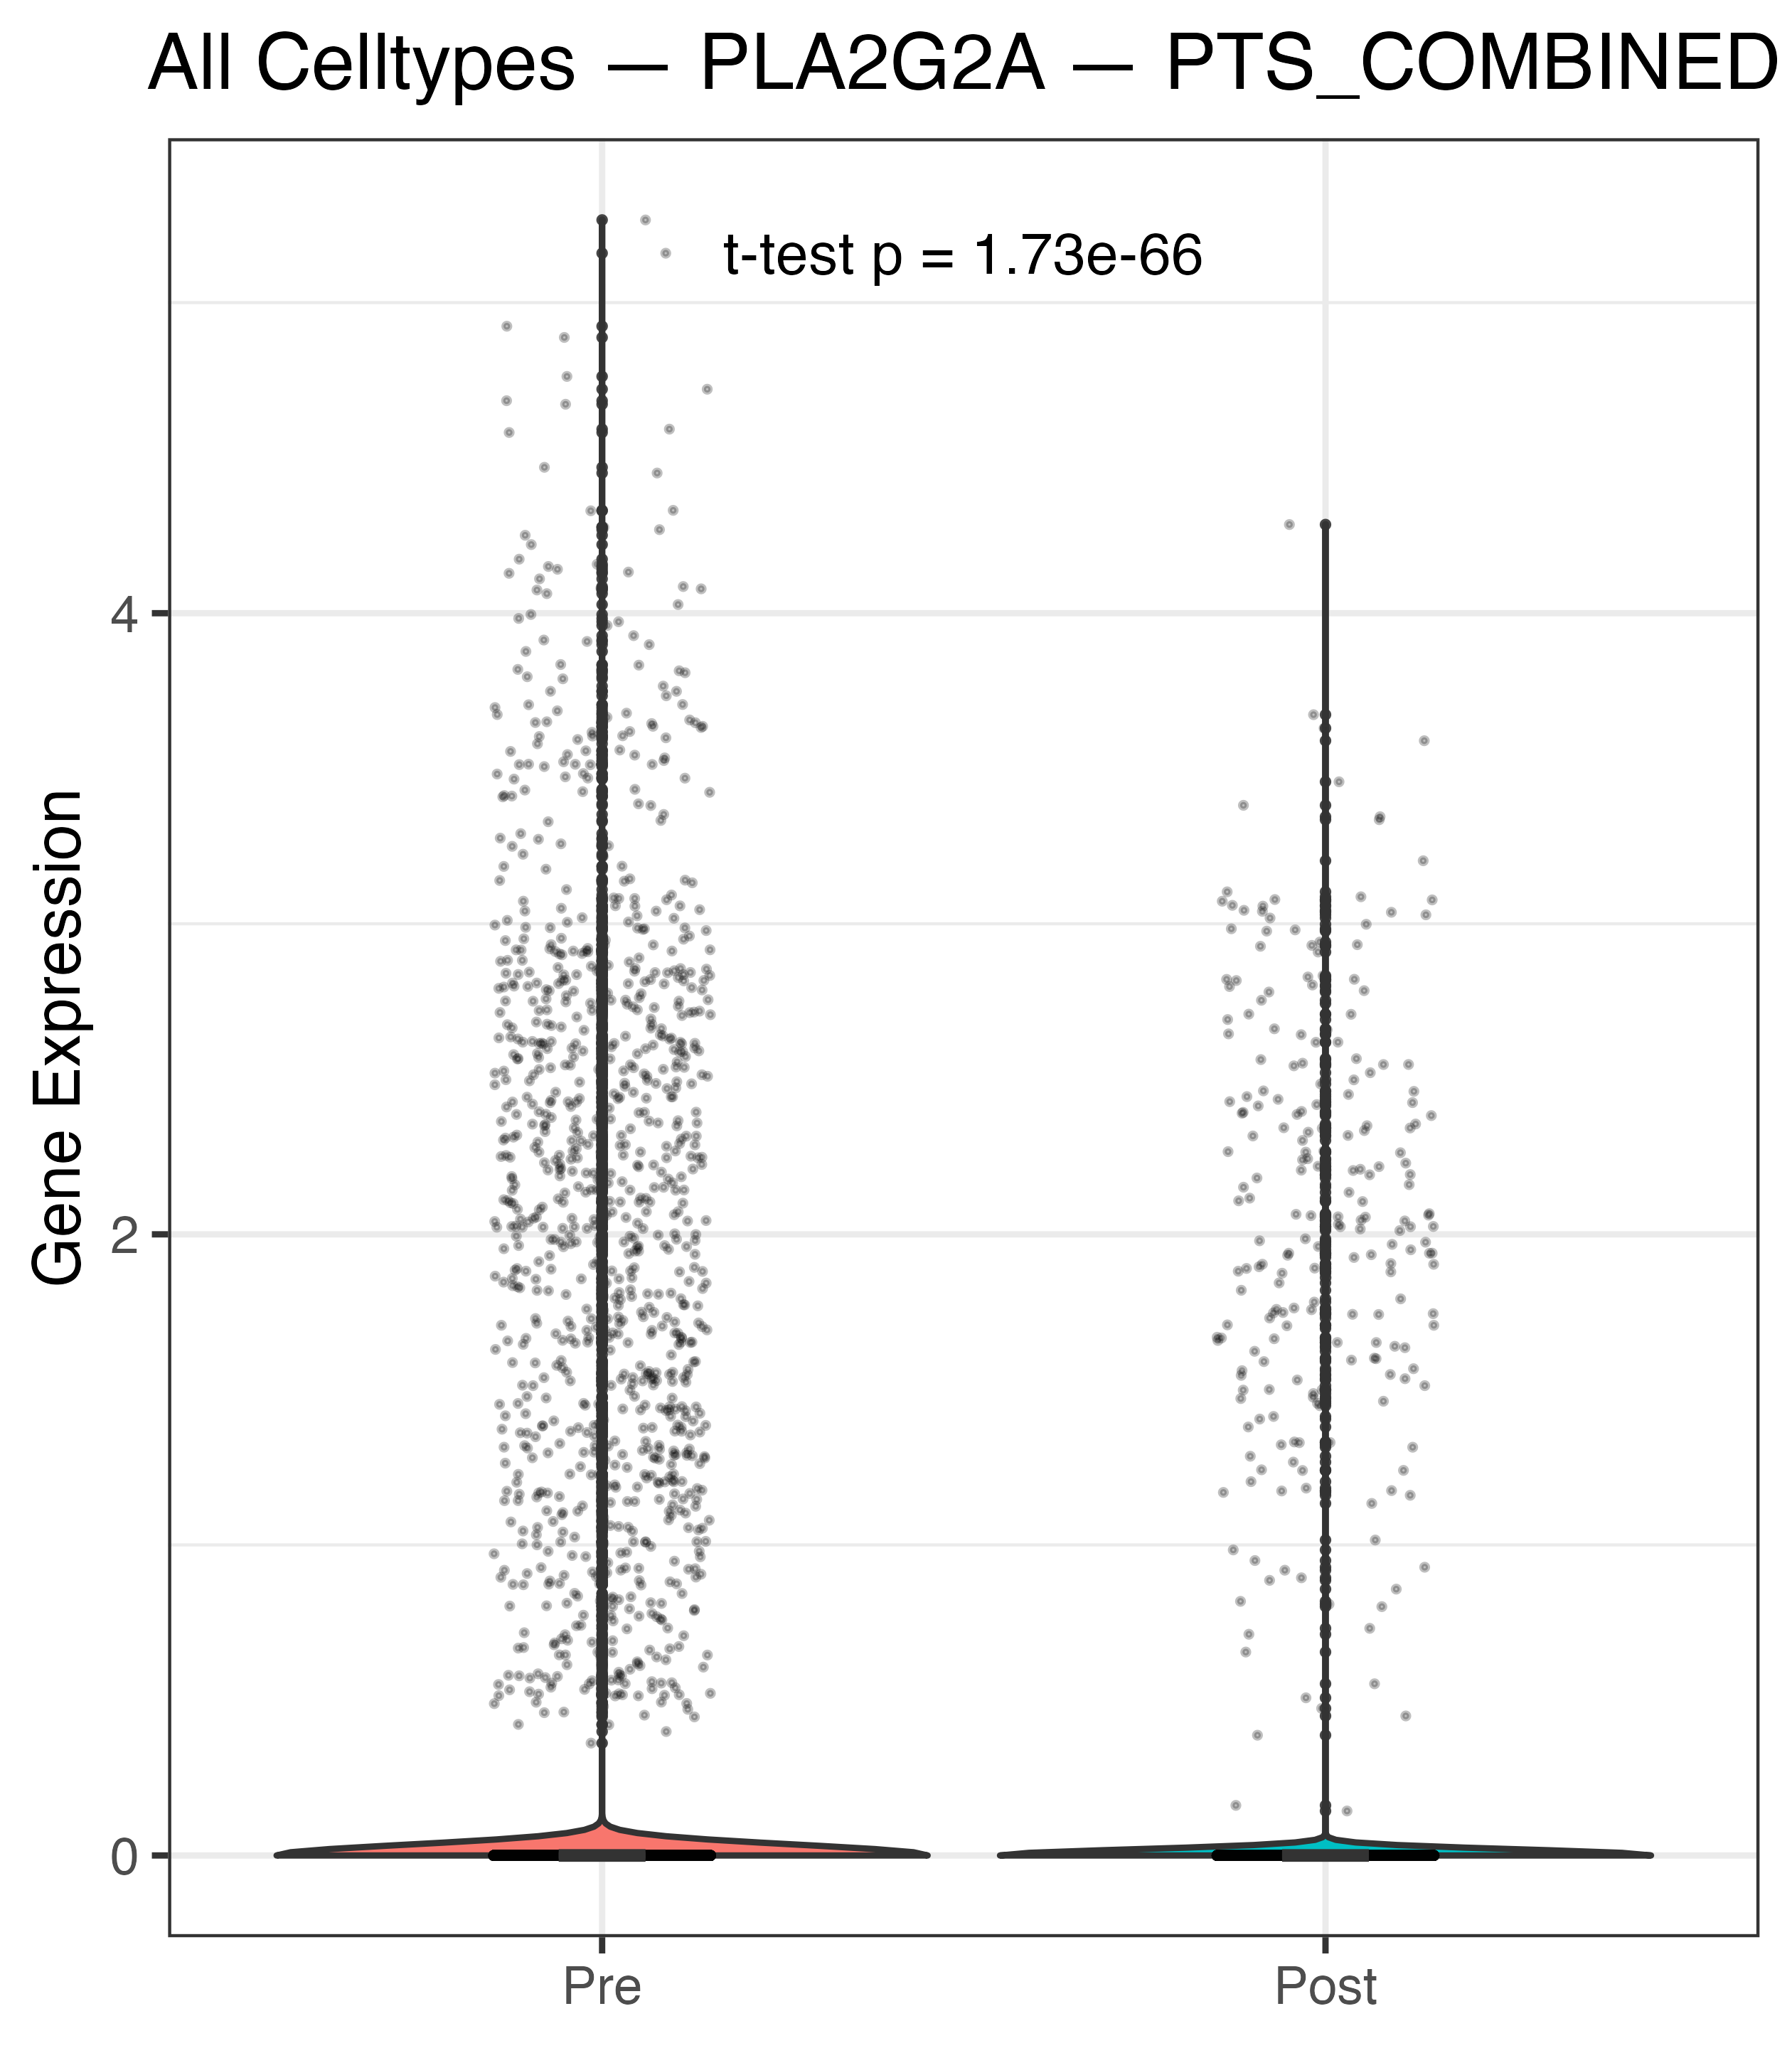 All Celltypes — PLA2G2A — PTS_COMBINED
t-test p = 1.73e-66
Gene Expression
4
2
0
Pre
Post